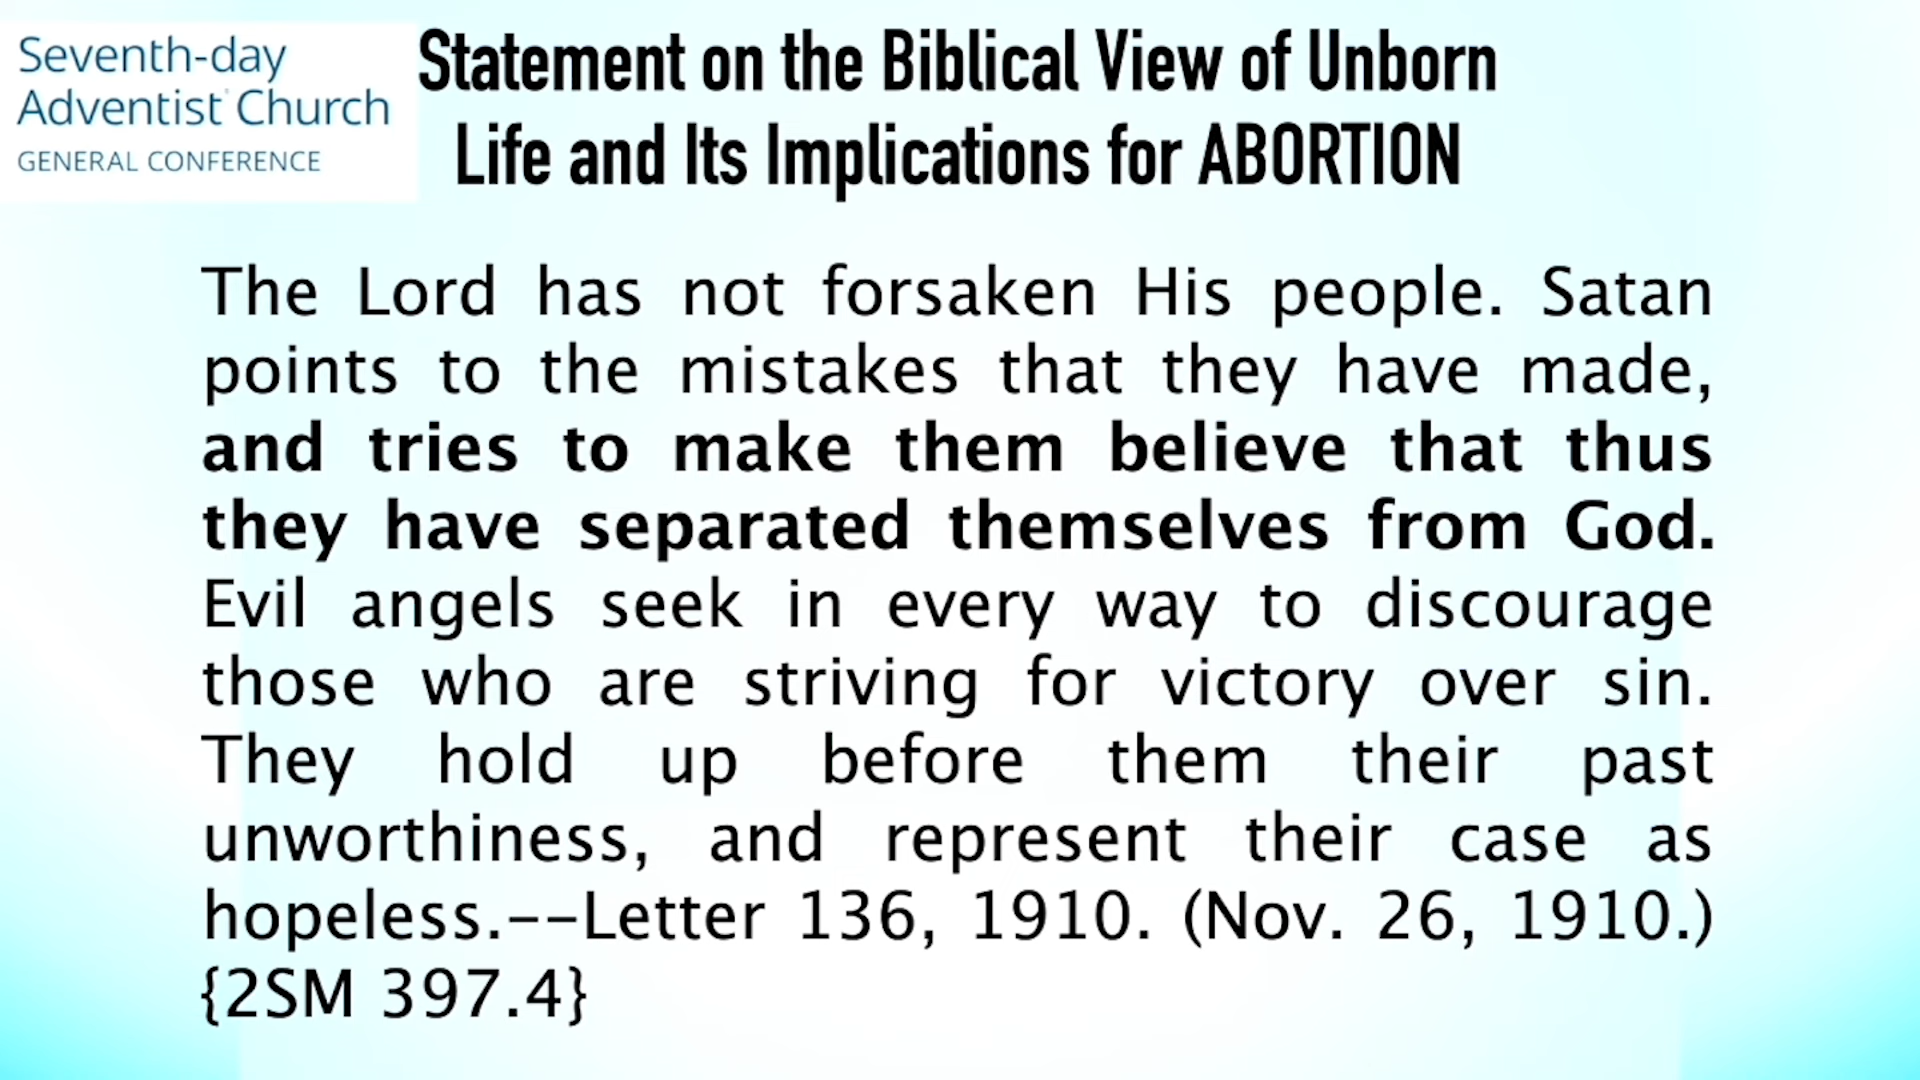 Seventh-day
Adventist Church
GENERAL CONFERENCE
Statement on the Biblical View of Unborn
Life and Its Implications for ABORTION
The Lord has not forsaken His people. Satan
points to the mistakes that they have made,
and tries to make them believe that thus
they have separated themselves from God.
Evil angels seek in every way to discourage
those who are striving for victory over sin.
They hold up before them their past
unworthiness, and represent their case as
hopeless.--Letter 136, 1910. (Nov. 26, 1910.)
{2SM 397.4}